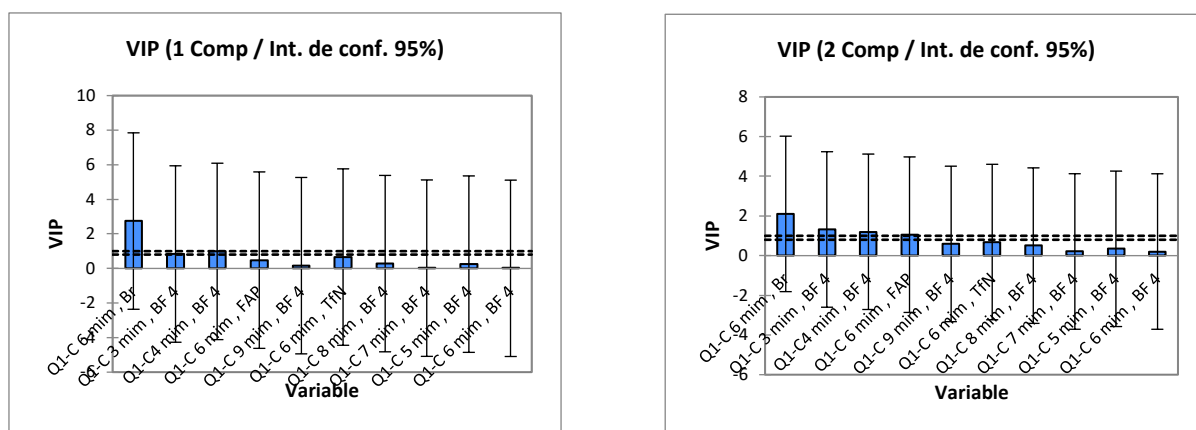 VIP (1 Comp / Int. de conf. 95%)
10
8
6
4
2
0
-2
-4
-6
VIP
Q1-C 6 mim , Br
Q1-C 3 mim , BF 4
Q1-C4 mim , BF 4
Q1-C 6 mim , FAP
Q1-C 9 mim , BF 4
Q1-C 6 mim , TfN
Q1-C 8 mim , BF 4
Q1-C 7 mim , BF 4
Q1-C 5 mim , BF 4
Q1-C 6 mim , BF 4
Variable
VIP (2 Comp / Int. de conf. 95%)
8
6
4
2
0
-2
-4
-6
VIP
Q1-C 6 mim , Br
Q1-C 3 mim , BF 4
Q1-C4 mim , BF 4
Q1-C 6 mim , FAP
Q1-C 9 mim , BF 4
Q1-C 6 mim , TfN
Q1-C 8 mim , BF 4
Q1-C 7 mim , BF 4
Q1-C 5 mim , BF 4
Q1-C 6 mim , BF 4
Variable